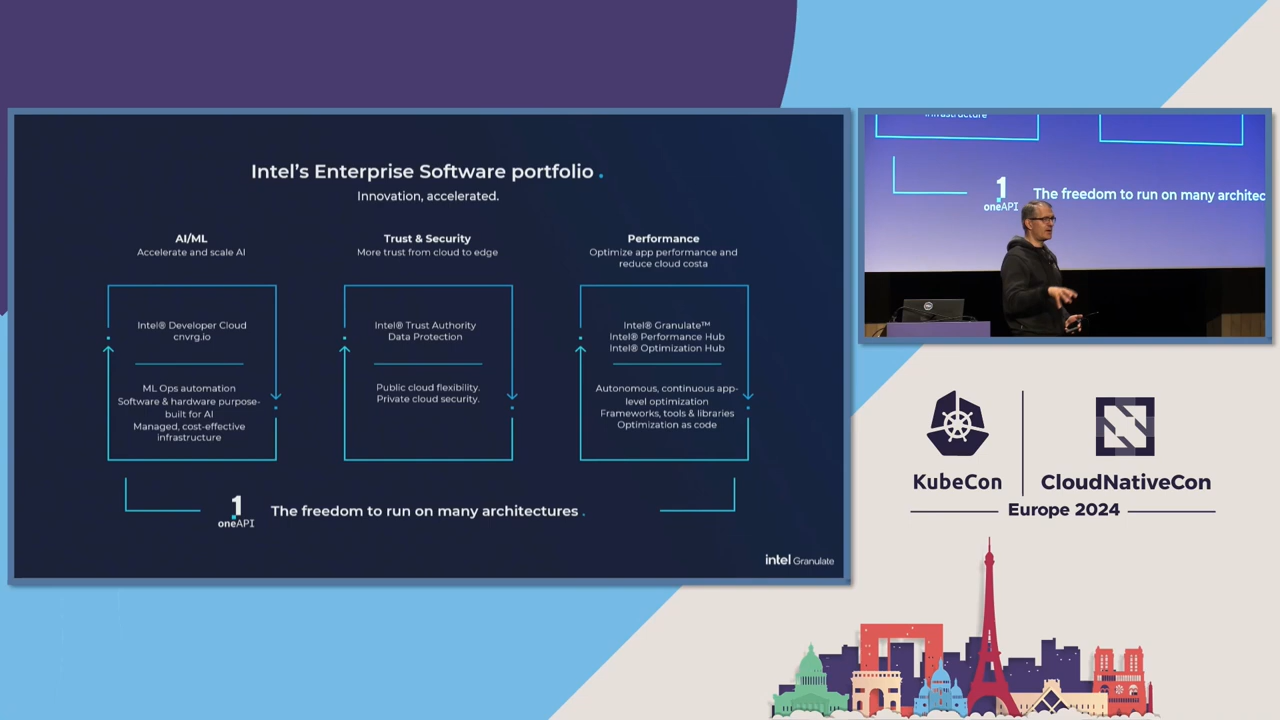 Intel's Enterprise Software portfolio .
Innovation, accelerated.
AI/ML
Accelerate and scale AI
Intel® Developer Cloud
cnvrg.io
ML Ops automation
Software & hardware purpose-
built for AI
Managed, cost-effective
infrastructure
Trust & Security
More trust from cloud to edge
Intel® Trust Authority
Data Protection
Public cloud flexibility.
Private cloud security.
Performance
Optimize app performance and
reduce cloud costa
Intel® Granulate™
Intel® Performance Hub
Intel® Optimization Hub
Autonomous, continuous app-
level optimization
Frameworks, tools & libraries
Optimization as code
1
oneAPI
The freedom to run on many architectures .
intel Granulate
infrastructure
1
oneAPI
The freedom to run on many architec
DELL
KubeCon
CloudNativeCon
Europe 2024